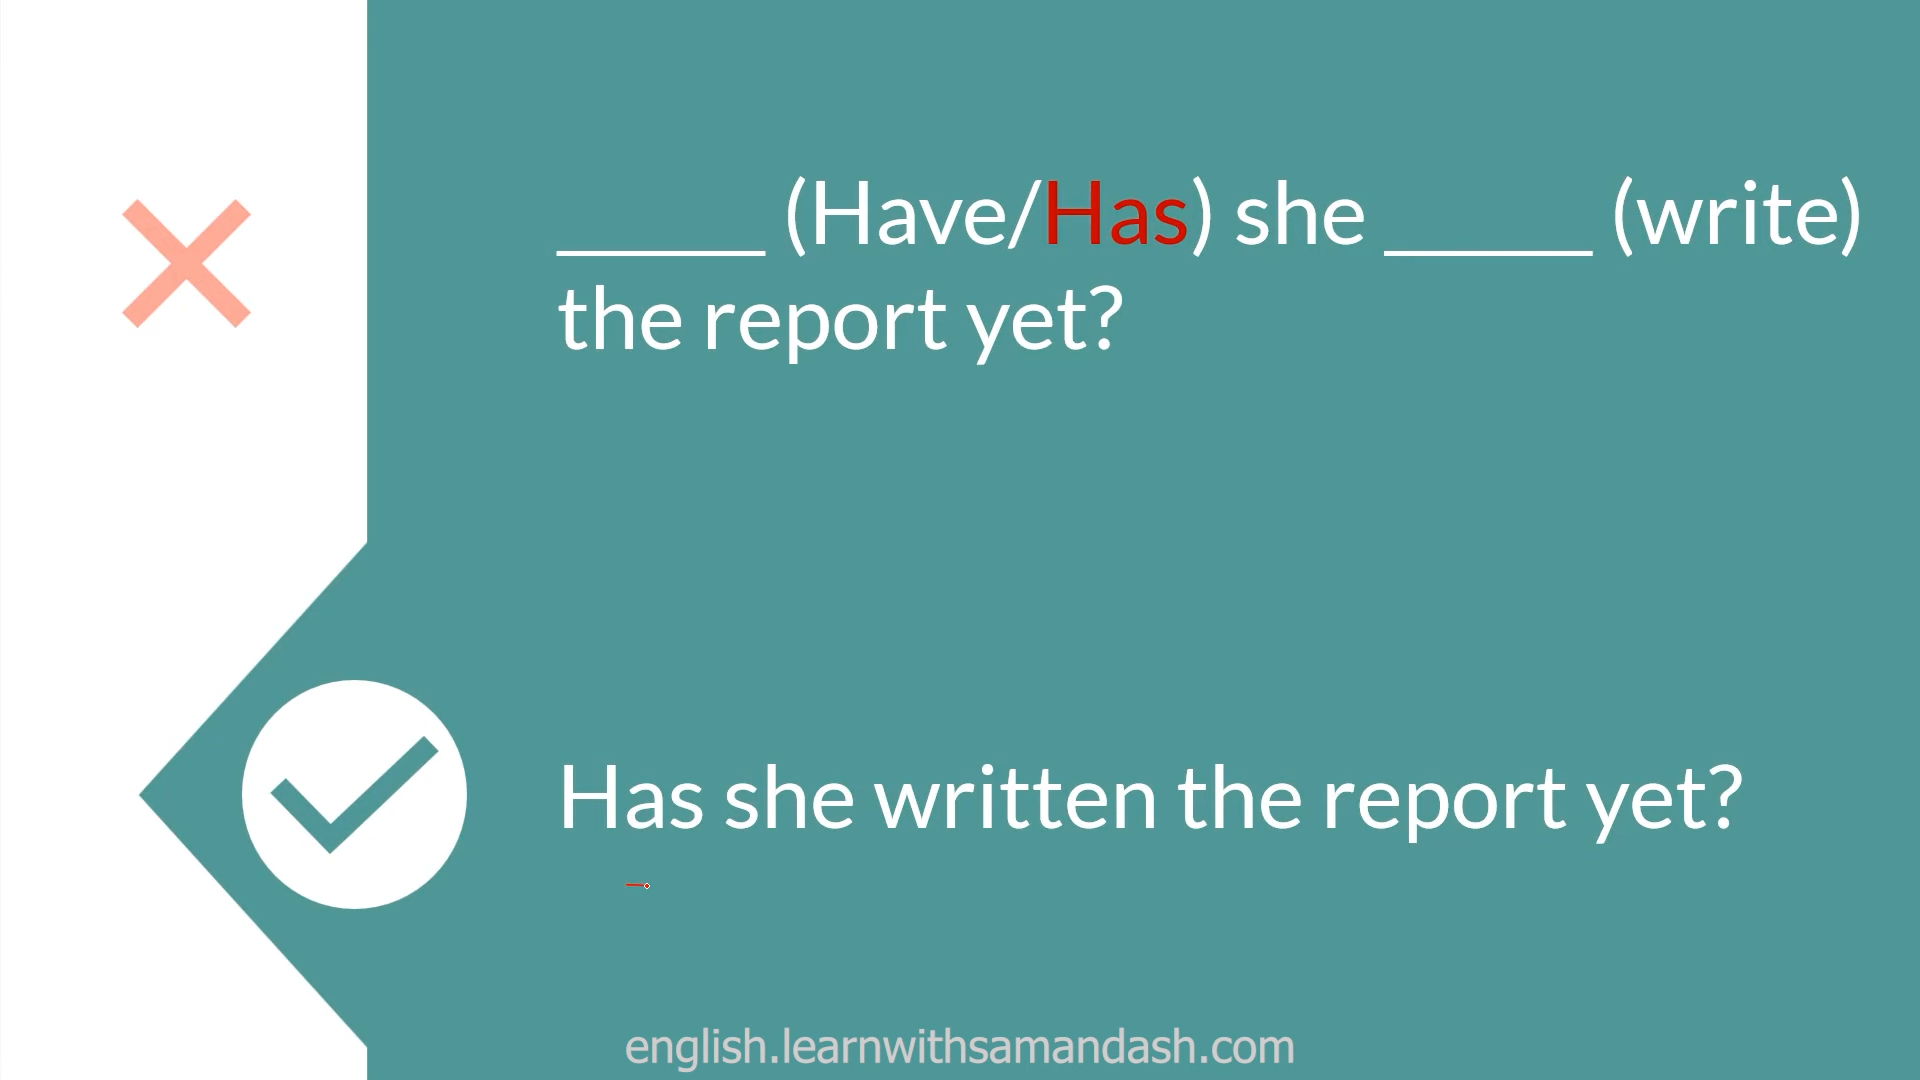 _____ (Have/Has) she _____ (write)
the report yet?
Has she written the report yet?
english.learnwithsamandash.com